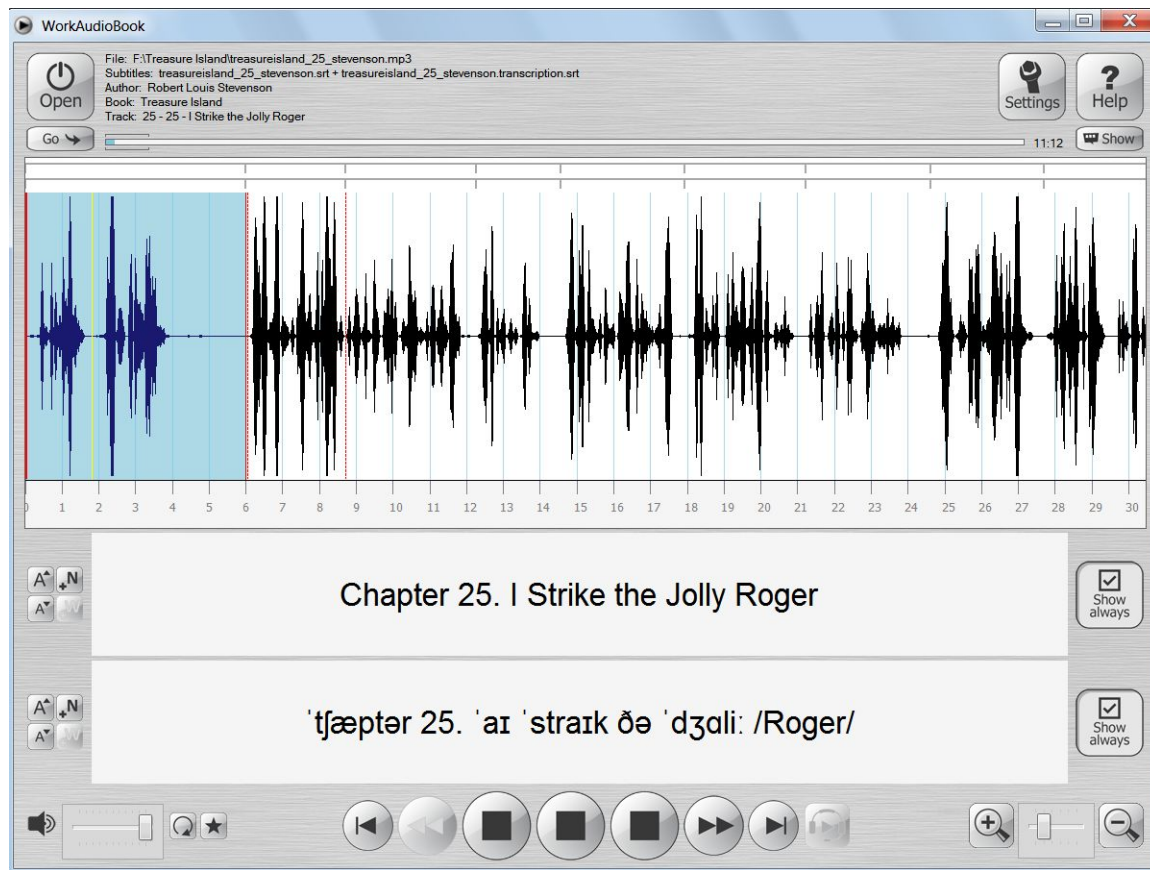 WorkAudioBook
File: F:\Treasure Island\treasureisland_25_stevenson.mp3
Subtitles: treasureisland_25_stevenson.srt + treasureisland_25_stevenson.transcription.srt
Author: Robert Louis Stevenson
Book: Treasure Island
Track: 25 - 25 - I Strike the Jolly Roger
Open
Settings
? Help
Go
11:12
Show
0 1 2 3 4 5 6 7 8 9 10 11 12 13 14 15 16 17 18 19 20 21 22 23 24 25 26 27 28 29 30
A +N
A W
Chapter 25. I Strike the Jolly Roger
Show always
A +N
A W
ˈtʃæptər 25. ˈaɪ ˈstraɪk ðə ˈdʒɑliː /Roger/
Show always